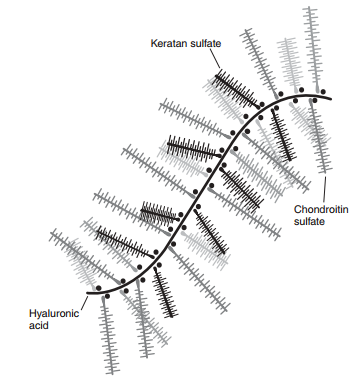 Keratan sulfate
Chondroitin
sulfate
Hyaluronic
acid